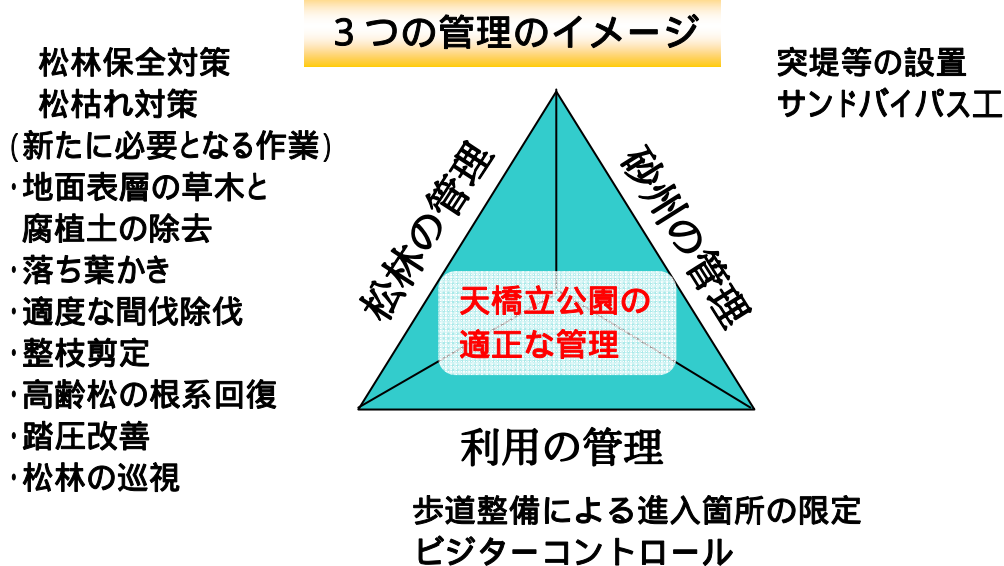 3つの管理のイメージ
松林保全対策
松枯れ対策
(新たに必要となる作業)
・地面表層の草木と
腐植土の除去
・落ち葉かき
・適度な間伐除伐
・整枝剪定
・高齢松の根系回復
・踏圧改善
・松林の巡視
松林の管理
天橋立公園の
適正な管理
砂州の管理
突堤等の設置
サンドバイパス工
利用の管理
歩道整備による進入箇所の限定
ビジターコントロール